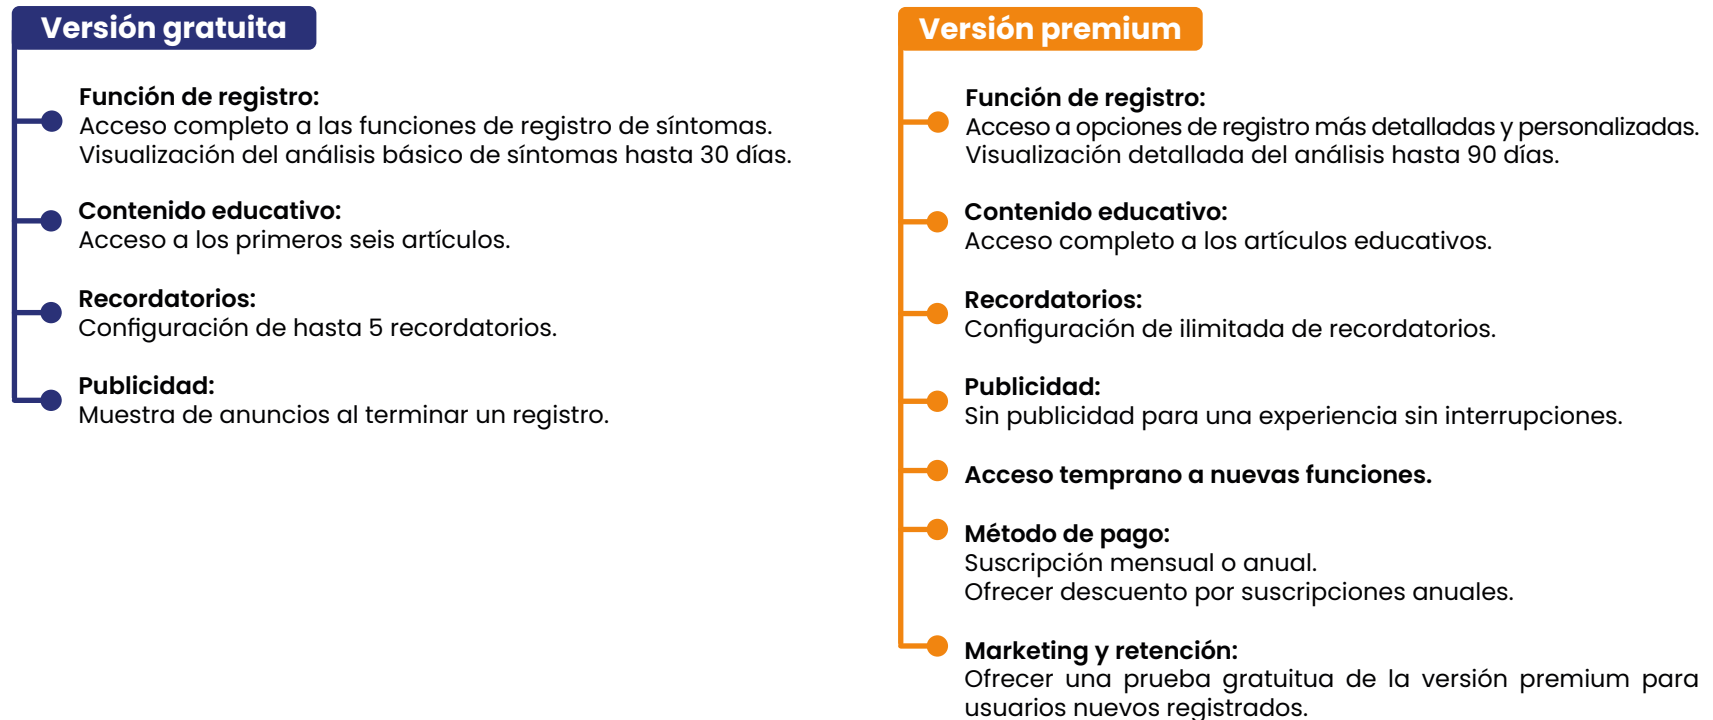 Versión gratuita
Función de registro:
Acceso completo a las funciones de registro de síntomas.
Visualización del análisis básico de síntomas hasta 30 días.
Contenido educativo:
Acceso a los primeros seis artículos.
Recordatorios:
Configuración de hasta 5 recordatorios.
Publicidad:
Muestra de anuncios al terminar un registro.
Versión premium
Función de registro:
Acceso a opciones de registro más detalladas y personalizadas.
Visualización detallada del análisis hasta 90 días.
Contenido educativo:
Acceso completo a los artículos educativos.
Recordatorios:
Configuración de ilimitada de recordatorios.
Publicidad:
Sin publicidad para una experiencia sin interrupciones.
Acceso temprano a nuevas funciones.
Método de pago:
Suscripción mensual o anual.
Ofrecer descuento por suscripciones anuales.
Marketing y retención:
Ofrecer una prueba gratuitua de la versión premium para
usuarios nuevos registrados.